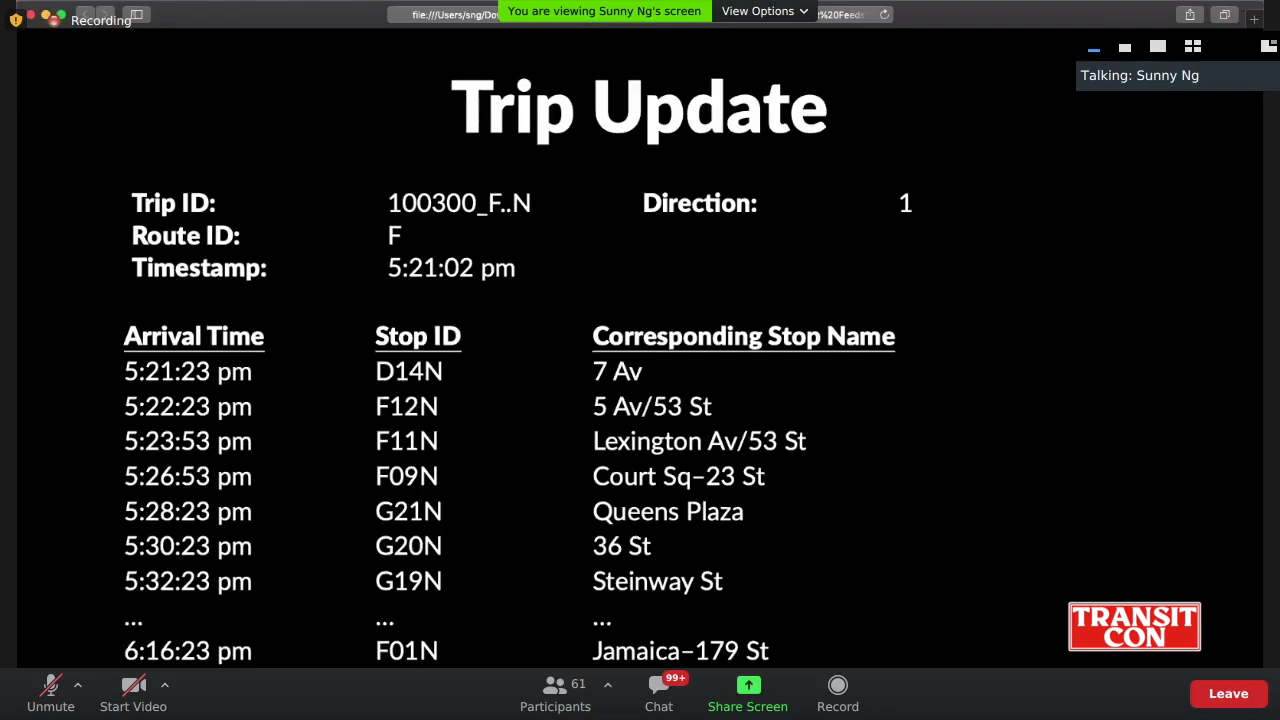 Recording
file:///Users/sng/Dov
You are viewing Sunny Ng's screen
View Options
%20Feeds
Talking: Sunny Ng
Trip Update
Trip ID: 100300_F..N Direction: 1
Route ID: F
Timestamp: 5:21:02 pm
Arrival Time Stop ID Corresponding Stop Name
5:21:23 pm D14N 7 Av
5:22:23 pm F12N 5 Av/53 St
5:23:53 pm F11N Lexington Av/53 St
5:26:53 pm F09N Court Sq–23 St
5:28:23 pm G21N Queens Plaza
5:30:23 pm G20N 36 St
5:32:23 pm G19N Steinway St
... ... ...
6:16:23 pm F01N Jamaica–179 St
TRANSIT
CON
Unmute
Start Video
61
Participants
99+
Chat
Share Screen
Record
Leave